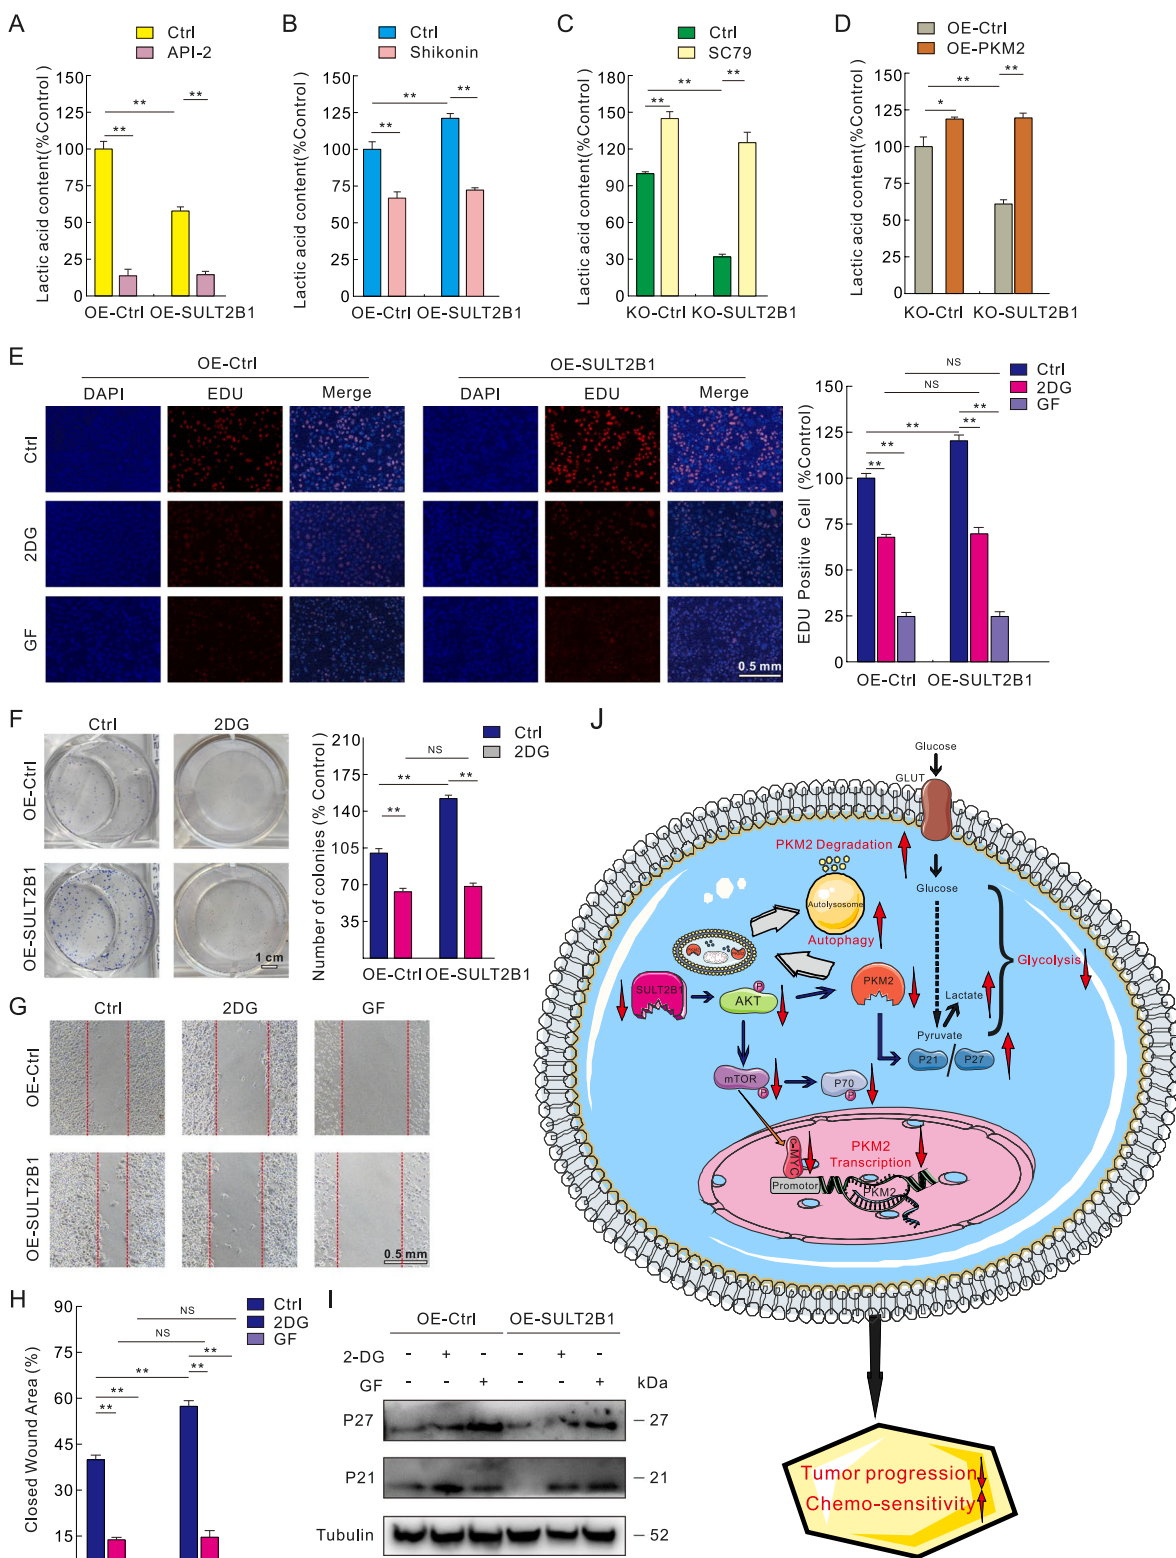 A
Ctrl
API-2
Lactic acid content(%Control)
150
125
100
75
50
25
0
**
**
**
OE-Ctrl OE-SULT2B1
B
Ctrl
Shikonin
Lactic acid content(%Control)
150
125
100
75
50
25
0
**
**
**
OE-Ctrl OE-SULT2B1
C
Ctrl
SC79
Lactic acid content(%Control)
150
120
90
60
30
0
**
**
**
KO-Ctrl KO-SULT2B1
D
OE-Ctrl
OE-PKM2
Lactic acid content(%Control)
150
125
100
75
50
25
0
**
**
*
KO-Ctrl KO-SULT2B1
E
OE-Ctrl
OE-SULT2B1
DAPI EDU Merge DAPI EDU Merge
Ctrl
2DG
GF
0.5 mm
Ctrl
2DG
GF
EDU Positive Cell (%Control)
150
125
100
75
50
25
0
NS
NS
**
**
**
**
**
OE-Ctrl OE-SULT2B1
F
Ctrl 2DG
OE-Ctrl
OE-SULT2B1
1 cm
Ctrl
2DG
Number of colonies (% Control)
210
175
140
105
70
35
NS
**
**
**
OE-Ctrl OE-SULT2B1
G
Ctrl 2DG GF
OE-Ctrl
OE-SULT2B1
0.5 mm
H
Ctrl
2DG
GF
Closed Wound Area (%)
90
75
60
45
30
15
NS
NS
**
**
**
**
**
I
OE-Ctrl OE-SULT2B1
2-DG - + - - + -
GF - - + - - + kDa
P27 27
P21 21
Tubulin 52
J
Glucose
GLUT
PKM2 Degradation
Glucose
Autolysosome
Autophagy
Glycolysis
SULT2B1
P
AKT
PKM2
Lactate
Pyruvate
P21 / P27
mTOR
P
P70
P
C-MYC
PKM2
Transcription
Promotor
PKM2
Tumor progression
Chemo-sensitivity